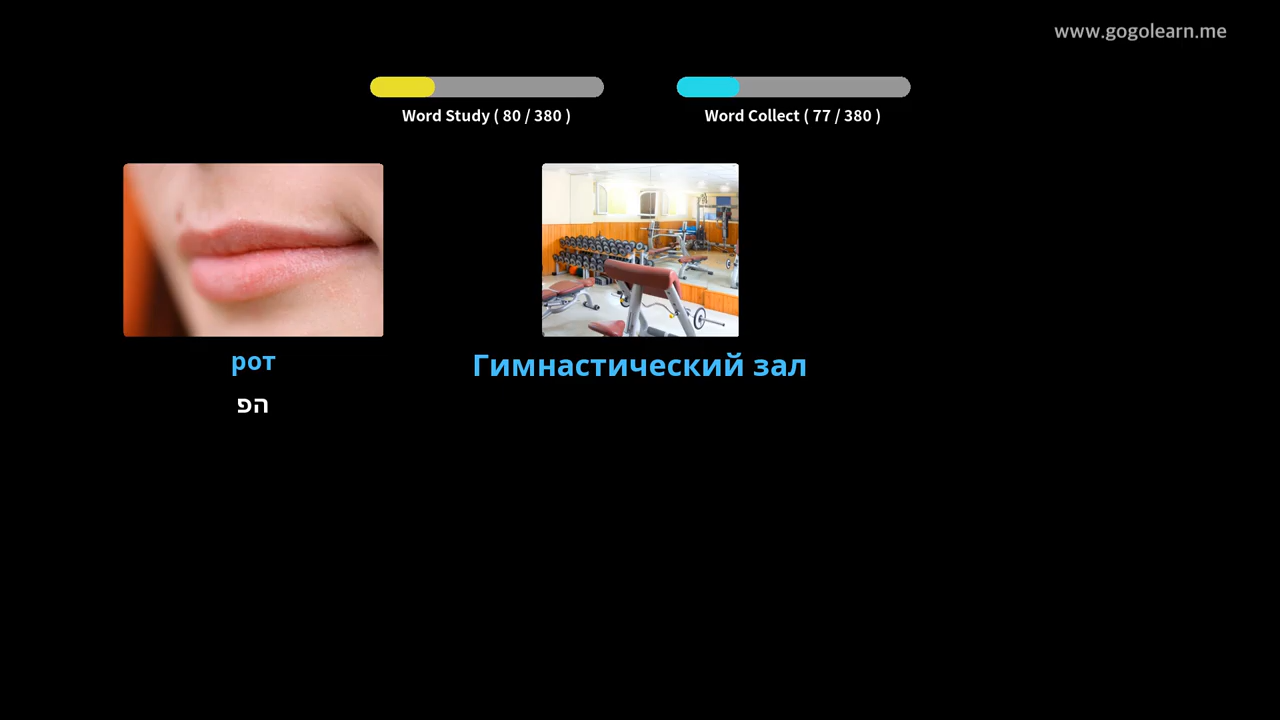 www.gogolearn.me
Word Study ( 80 / 380 )
Word Collect ( 77 / 380 )
рот
הפ
Гимнастический зал